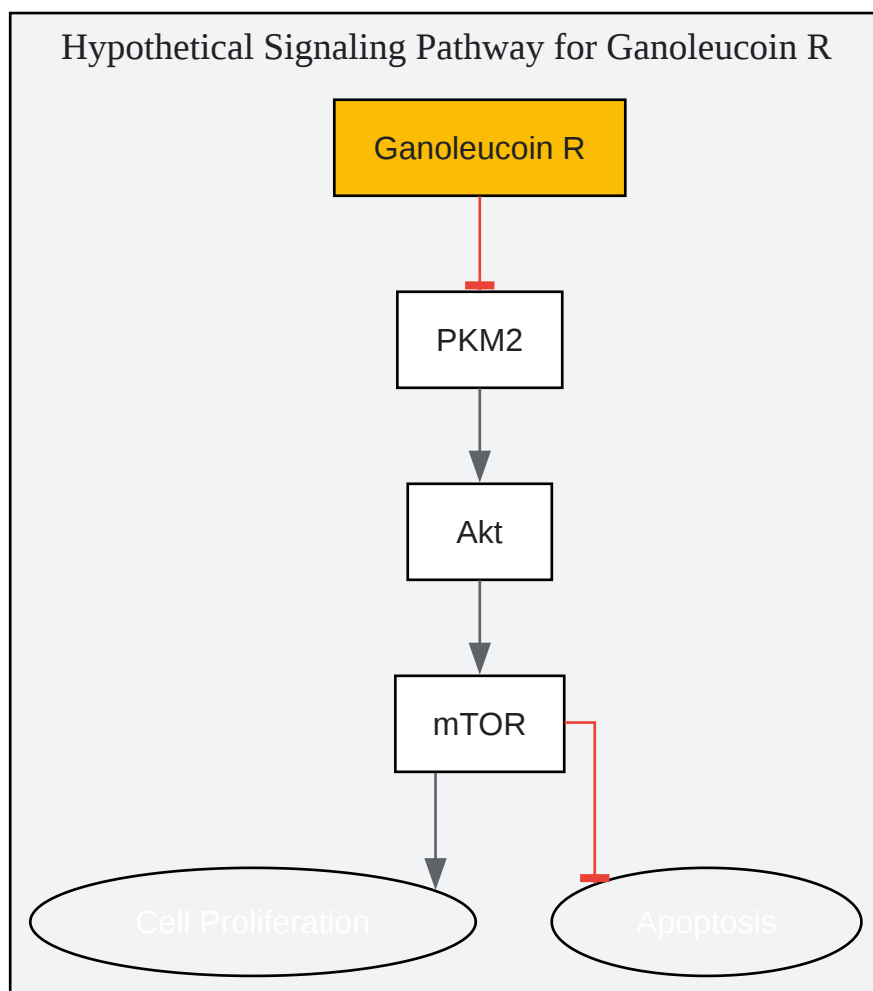 Hypothetical Signaling Pathway for Ganoleucoin R
Ganoleucoin R
PKM2
Akt
mTOR
Cell Proliferation
Apoptosis